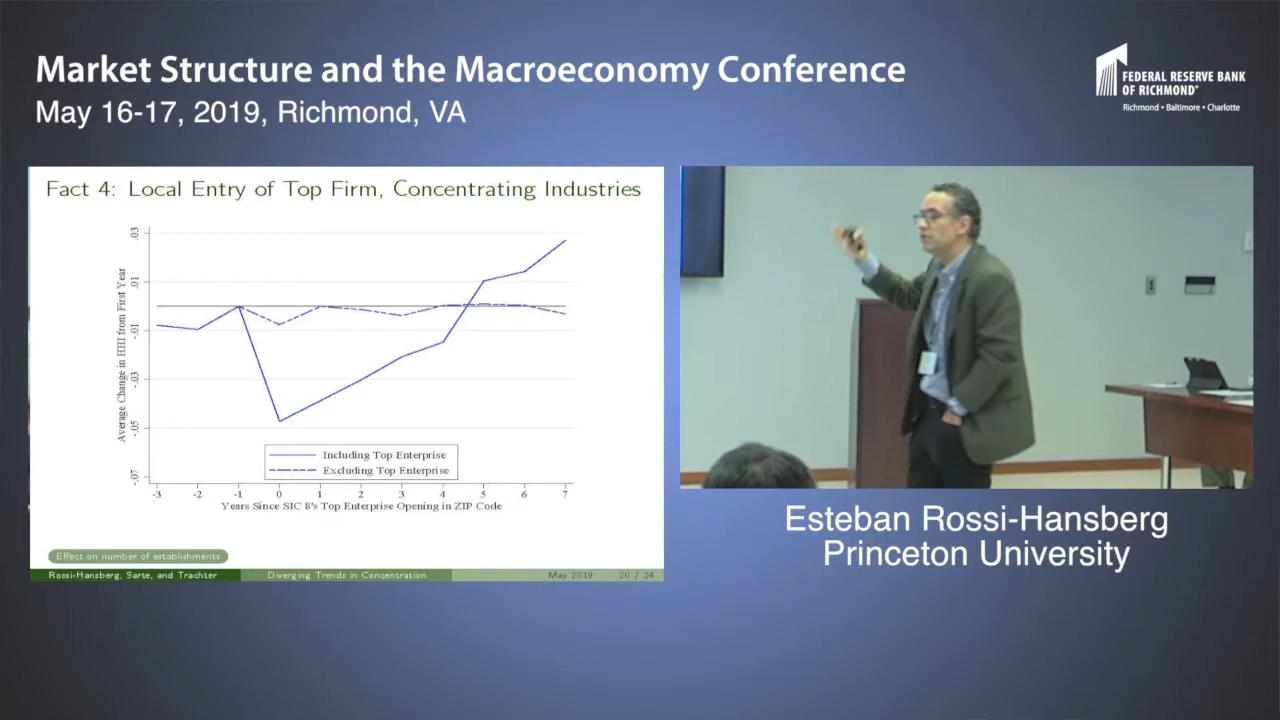 Market Structure and the Macroeconomy Conference
May 16-17, 2019, Richmond, VA
FEDERAL RESERVE BANK
OF RICHMOND®
Richmond • Baltimore • Charlotte
Fact 4: Local Entry of Top Firm, Concentrating Industries
Average Change in HHI from First Year
.03
.01
-.01
-.03
-.05
-.07
Including Top Enterprise
Excluding Top Enterprise
-3 -2 -1 0 1 2 3 4 5 6 7
Years Since SIC 8's Top Enterprise Opening in ZIP Code
Effect on number of establishments
Rossi-Hansberg, Sarte, and Trachter Diverging Trends in Concentration May 2019 20 / 24
Esteban Rossi-Hansberg
Princeton University